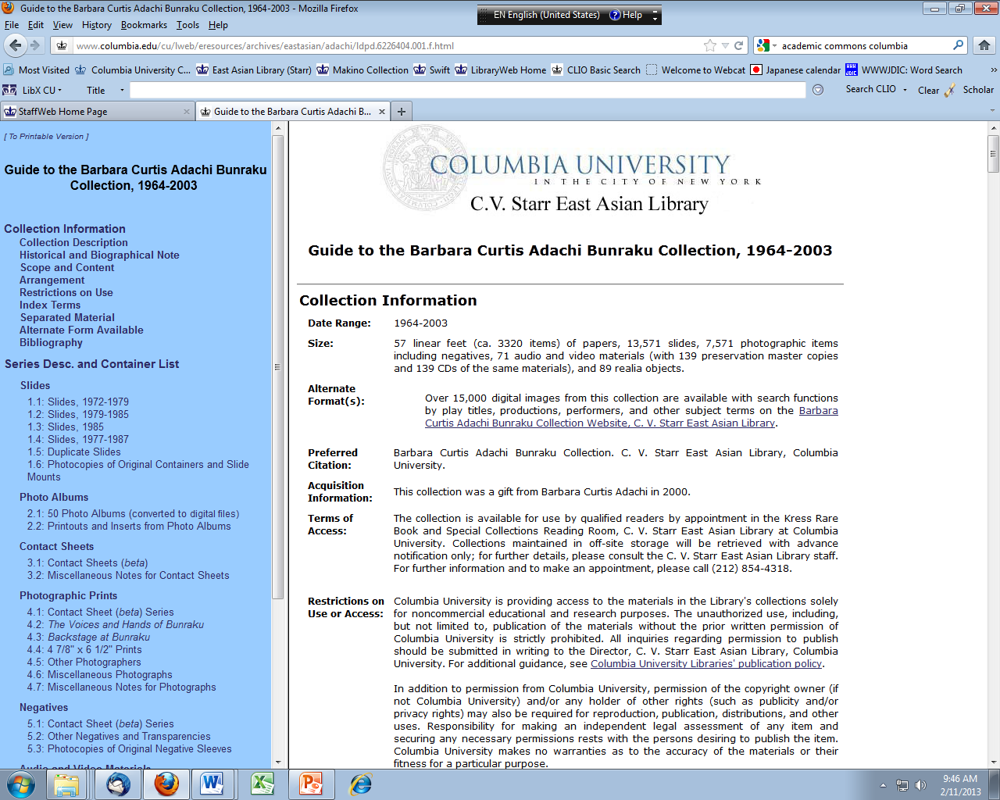 Guide to the Barbara Curtis Adachi Bunraku Collection, 1964-2003 - Mozilla Firefox
EN English (United States) Help
File Edit View History Bookmarks Tools Help
www.columbia.edu/cu/lweb/eresources/archives/eastasian/adachi/ldpd.6226404.001.f.html
academic commons columbia
Most Visited Columbia University C... East Asian Library (Starr) Makino Collection Swift LibraryWeb Home CLIO Basic Search Welcome to Webcat Japanese calendar WWWJDIC: Word Search
LibX CU Title Search CLIO Clear Scholar
StaffWeb Home Page
Guide to the Barbara Curtis Adachi B...
[ To Printable Version ]
Guide to the Barbara Curtis Adachi Bunraku
Collection, 1964-2003
Collection Information
Collection Description
Historical and Biographical Note
Scope and Content
Arrangement
Restrictions on Use
Index Terms
Separated Material
Alternate Form Available
Bibliography
Series Desc. and Container List
Slides
1.1: Slides, 1972-1979
1.2: Slides, 1979-1985
1.3: Slides, 1985
1.4: Slides, 1977-1987
1.5: Duplicate Slides
1.6: Photocopies of Original Containers and Slide
Mounts
Photo Albums
2.1: 50 Photo Albums (converted to digital files)
2.2: Printouts and Inserts from Photo Albums
Contact Sheets
3.1: Contact Sheets (beta)
3.2: Miscellaneous Notes for Contact Sheets
Photographic Prints
4.1: Contact Sheet (beta) Series
4.2: The Voices and Hands of Bunraku
4.3: Backstage at Bunraku
4.4: 4 7/8" x 6 1/2" Prints
4.5: Other Photographers
4.6: Miscellaneous Photographs
4.7: Miscellaneous Notes for Photographs
Negatives
5.1: Contact Sheet (beta) Series
5.2: Other Negatives and Transparencies
5.3: Photocopies of Original Negative Sleeves
Audio and Video Materials
COLUMBIA UNIVERSITY
IN THE CITY OF NEW YORK
C.V. Starr East Asian Library
Guide to the Barbara Curtis Adachi Bunraku Collection, 1964-2003
Collection Information
Date Range: 1964-2003
Size: 57 linear feet (ca. 3320 items) of papers, 13,571 slides, 7,571 photographic items
including negatives, 71 audio and video materials (with 139 preservation master copies
and 139 CDs of the same materials), and 89 realia objects.
Alternate
Format(s):
Over 15,000 digital images from this collection are available with search functions
by play titles, productions, performers, and other subject terms on the Barbara
Curtis Adachi Bunraku Collection Website, C. V. Starr East Asian Library.
Preferred
Citation:
Barbara Curtis Adachi Bunraku Collection. C. V. Starr East Asian Library, Columbia
University.
Acquisition
Information:
This collection was a gift from Barbara Curtis Adachi in 2000.
Terms of
Access:
The collection is available for use by qualified readers by appointment in the Kress Rare
Book and Special Collections Reading Room, C. V. Starr East Asian Library at Columbia
University. Collections maintained in off-site storage will be retrieved with advance
notification only; for further details, please consult the C. V. Starr East Asian Library staff.
For further information and to make an appointment, please call (212) 854-4318.
Restrictions on
Use or Access:
Columbia University is providing access to the materials in the Library's collections solely
for noncommercial educational and research purposes. The unauthorized use, including,
but not limited to, publication of the materials without the prior written permission of
Columbia University is strictly prohibited. All inquiries regarding permission to publish
should be submitted in writing to the Director, C. V. Starr East Asian Library, Columbia
University. For additional guidance, see Columbia University Libraries' publication policy.
In addition to permission from Columbia University, permission of the copyright owner (if
not Columbia University) and/or any holder of other rights (such as publicity and/or
privacy rights) may also be required for reproduction, publication, distributions, and other
uses. Responsibility for making an independent legal assessment of any item and
securing any necessary permissions rests with the persons desiring to publish the item.
Columbia University makes no warranties as to the accuracy of the materials or their
fitness for a particular purpose.
9:46 AM
2/11/2013